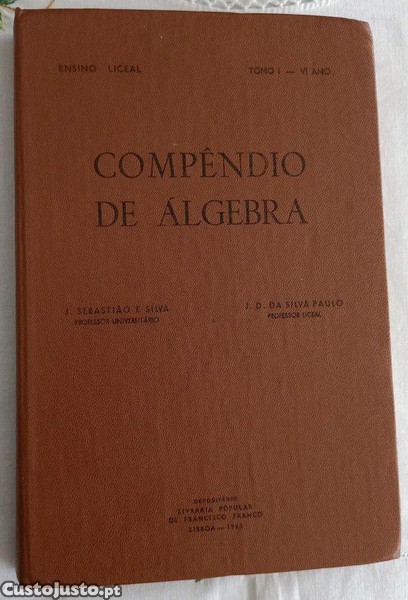 ENSINO LICEAL
TOMO I — VI ANO
COMPÊNDIO
DE ÁLGEBRA
J. SEBASTIÃO E SILVA
PROFESSOR UNIVERSITÁRIO
J. D. DA SILVA PAULO
PROFESSOR LICEAL
DEPOSITÁRIO
LIVRARIA POPULAR
DE FRANCISCO FRANCO
LISBOA —
CustoJusto.pt